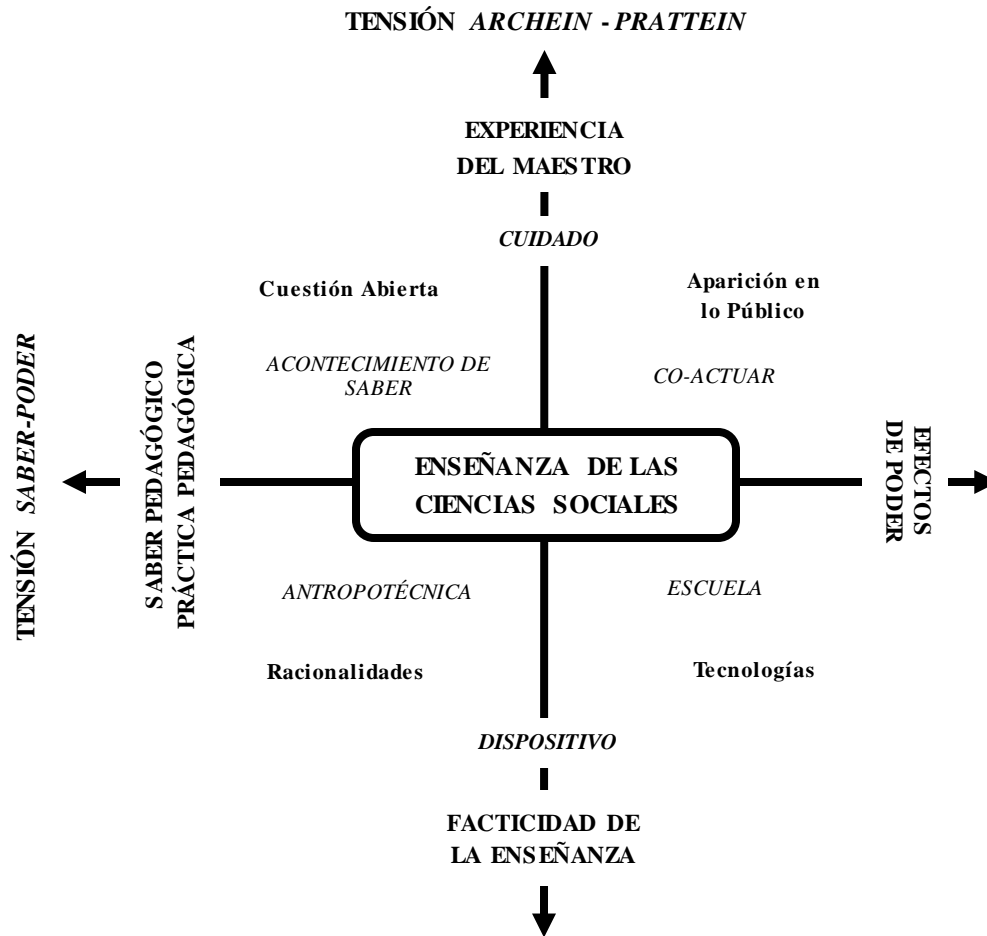 TENSIÓN ARCHEIN - PRATTEIN
EXPERIENCIA
DEL MAESTRO
CUIDADO
Cuestión Abierta
Aparición en
lo Público
ACONTECIMIENTO DE
SABER
CO-ACTUAR
TENSIÓN SABER-PODER
SABER PEDAGÓGICO
PRÁCTICA PEDAGÓGICA
ENSEÑANZA DE LAS
CIENCIAS SOCIALES
EFECTOS
DE PODER
ANTROPOTÉCNICA
ESCUELA
Racionalidades
Tecnologías
DISPOSITIVO
FACTICIDAD DE
LA ENSEÑANZA